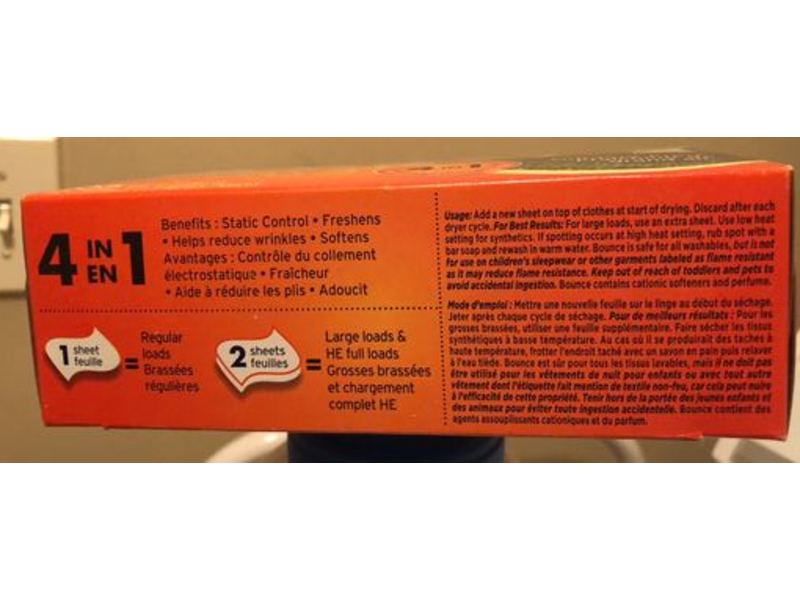 4 IN EN 1
Benefits : Static Control • Freshens
• Helps reduce wrinkles • Softens
Avantages : Contrôle du collement
électrostatique • Fraîcheur
• Aide à réduire les plis • Adoucit
1 sheet
feuille
=
Regular
loads
Brassées
régulières
2 sheets
feuilles
=
Large loads &
HE full loads
Grosses brassées
et chargement
complet HE
Usage: Add a new sheet on top of clothes at start of drying. Discard after each
dryer cycle. For Best Results: For large loads, use an extra sheet. Use low heat
setting for synthetics. If spotting occurs at high heat setting, rub spot with a
bar soap and rewash in warm water. Bounce is safe for all washables, but is not
for use on children's sleepwear or other garments labeled as flame resistant
as it may reduce flame resistance. Keep out of reach of toddlers and pets to
avoid accidental ingestion. Bounce contains cationic softeners and perfume.
Mode d'emploi : Mettre une nouvelle feuille sur le linge au début du séchage.
Jeter après chaque cycle de séchage. Pour de meilleurs résultats : Pour les
grosses brassées, utiliser une feuille supplémentaire. Faire sécher les tissus
synthétiques à basse température. Au cas où il se produirait des taches à
haute température, frotter l'endroit taché avec un savon en pain puis relaver
à l'eau tiède. Bounce est sûr pour tous les tissus lavables, mais il ne doit pas
être utilisé pour les vêtements de nuit pour enfants ou avec tout autre
vêtement dont l'étiquette fait mention de textile non-feu, car cela peut nuire
à l'efficacité de cette propriété. Tenir hors de la portée des jeunes enfants et
des animaux pour éviter toute ingestion accidentelle. Bounce contient des
agents assouplissants cationiques et du parfum.